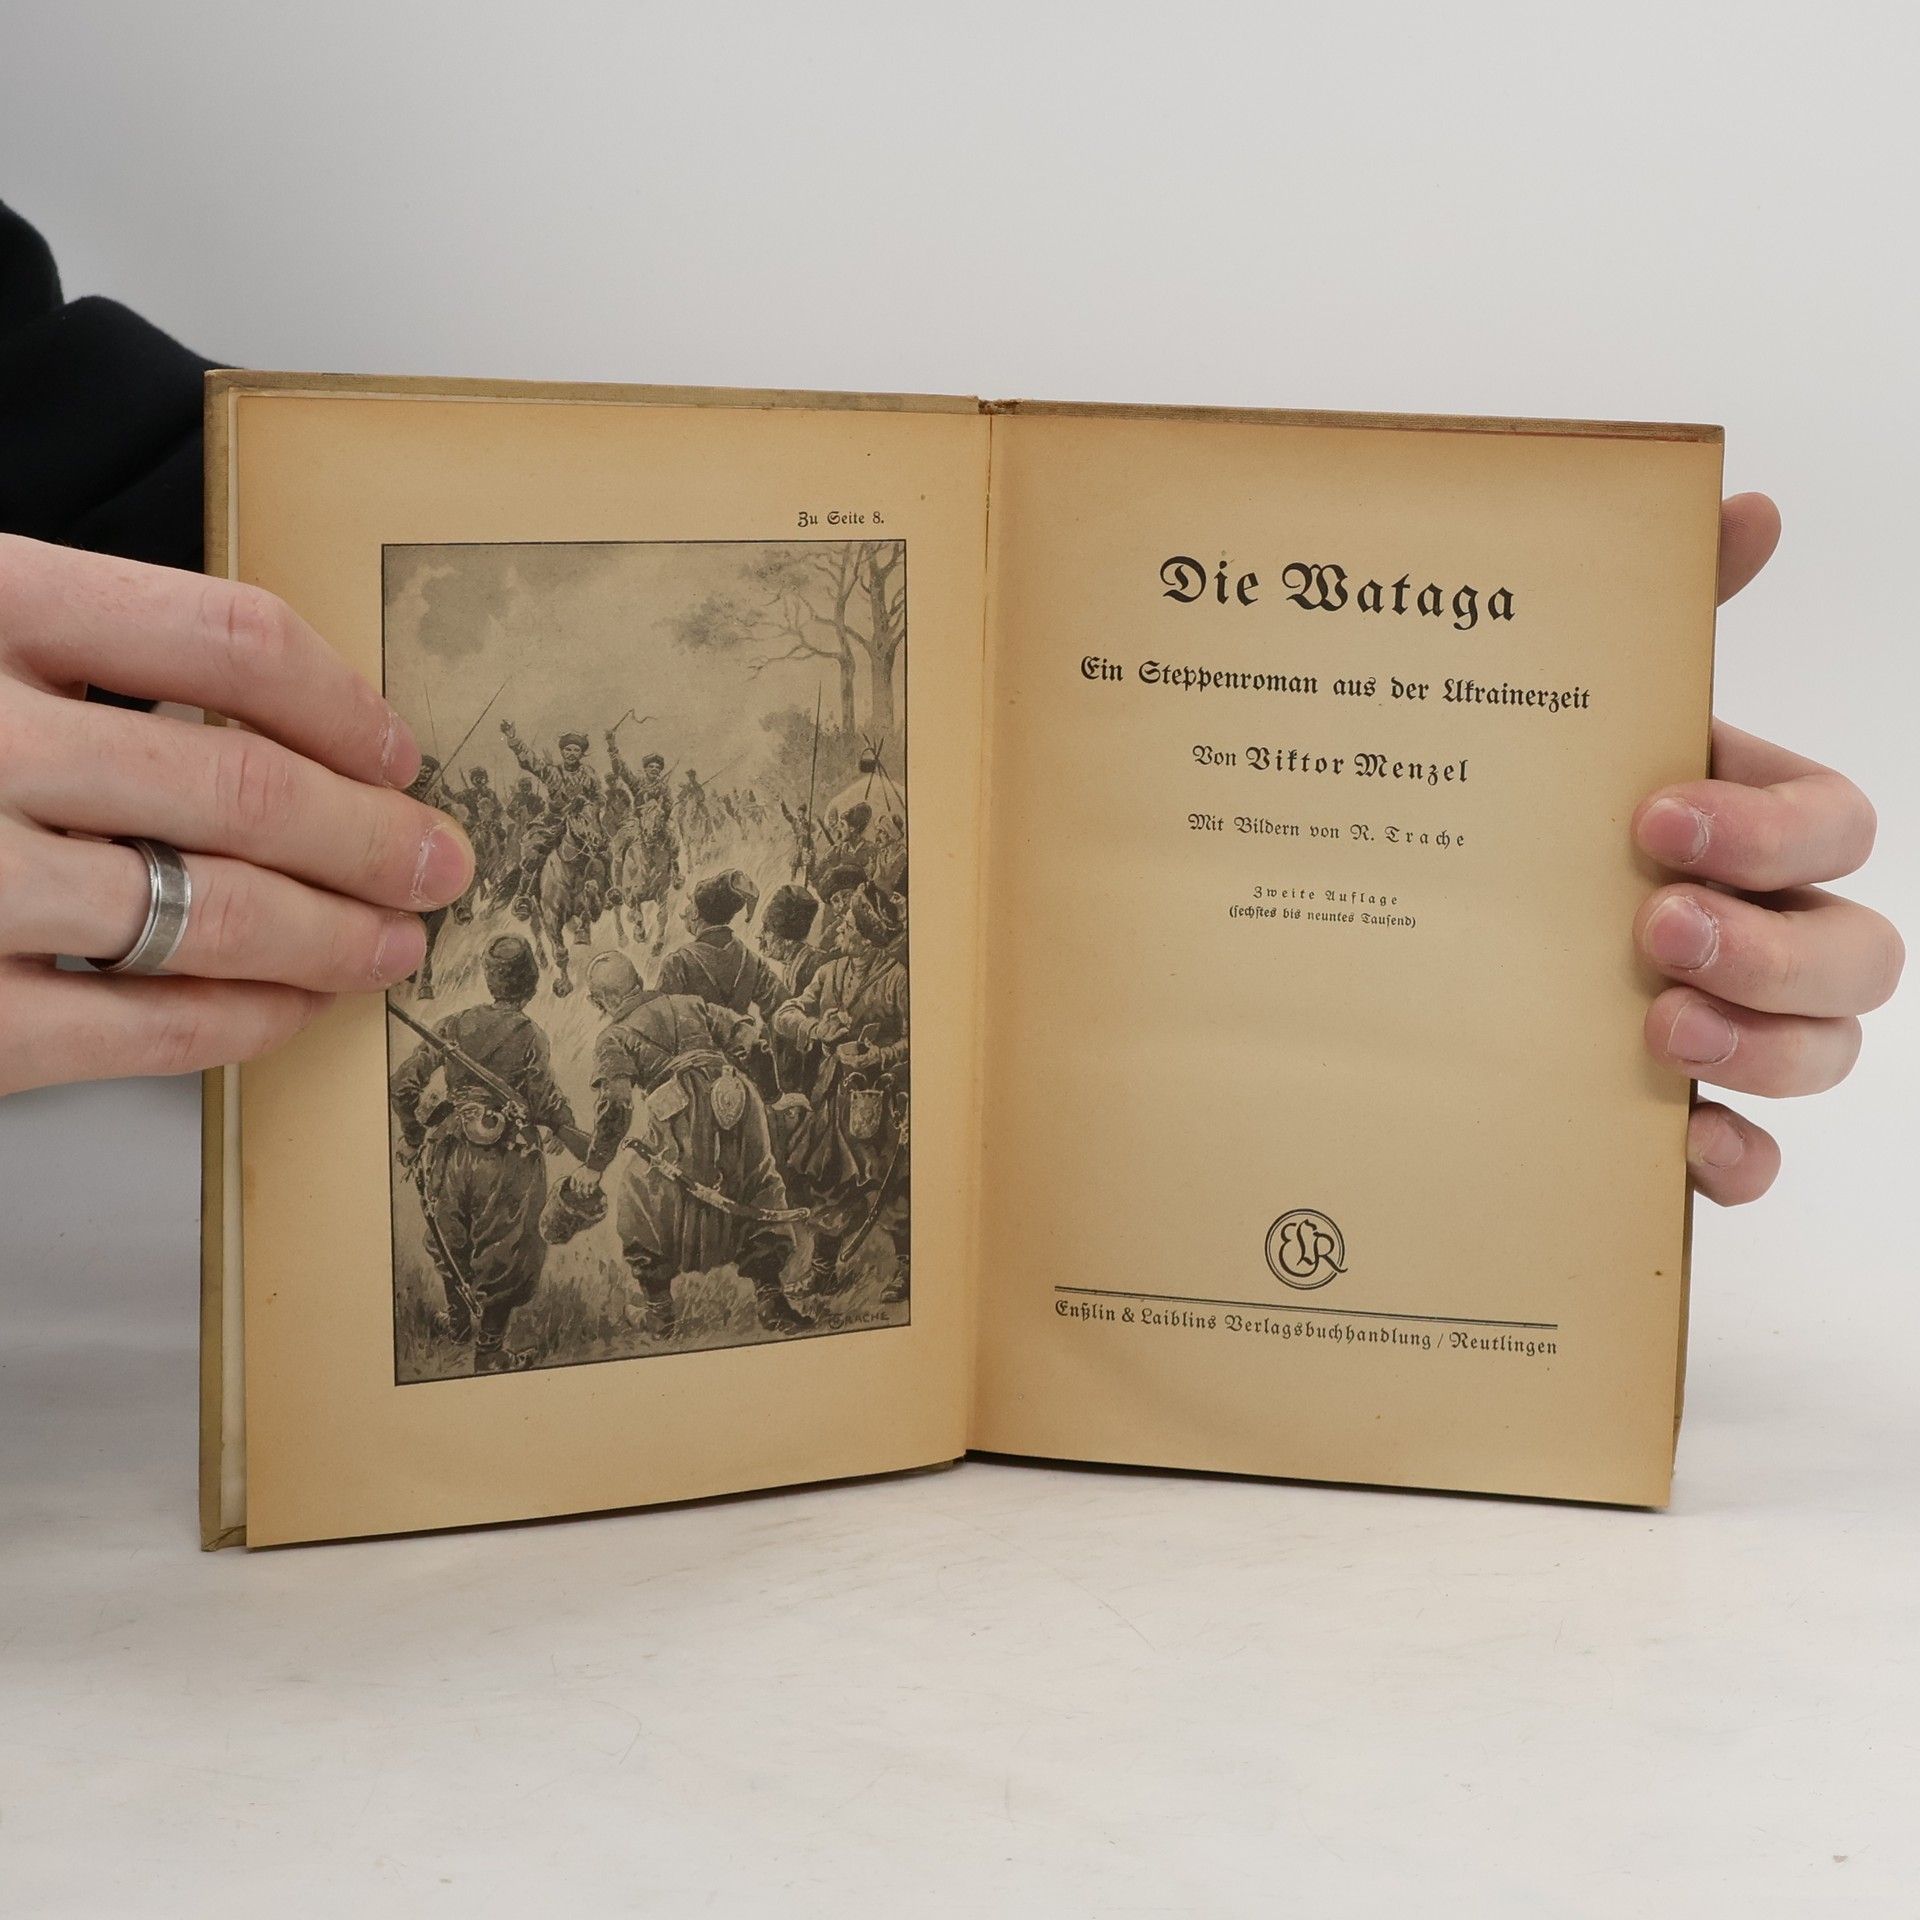 Zu Seite 8.
TRACHE
Die Wataga
Ein Steppenroman aus der Ukrainerzeit
Von Viktor Menzel
Mit Bildern von R. Trache
Zweite Auflage
(sechstes bis neuntes Tausend)
ELR
Enßlin & Laiblins Verlagsbuchhandlung / Reutlingen